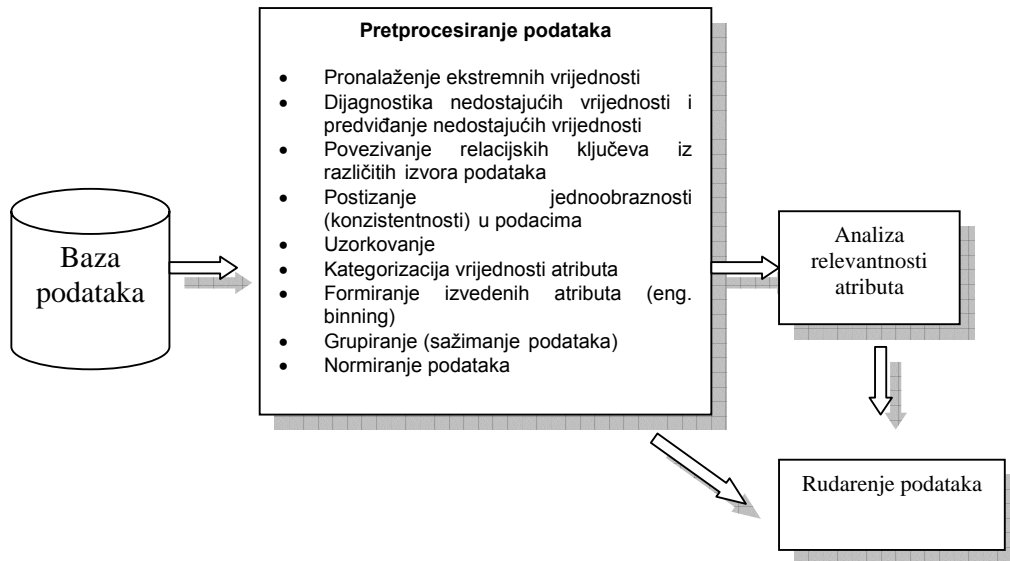 Pretprocesiranje podataka
• Pronalaženje ekstremnih vrijednosti
• Dijagnostika nedostajućih vrijednosti i
predviđanje nedostajućih vrijednosti
• Povezivanje relacijskih ključeva iz
različitih izvora podataka
• Postizanje jednoobraznosti
(konzistentnosti) u podacima
• Uzorkovanje
• Kategorizacija vrijednosti atributa
• Formiranje izvedenih atributa (eng.
binning)
• Grupiranje (sažimanje podataka)
• Normiranje podataka
Baza
podataka
Analiza
relevantnosti
atributa
Rudarenje podataka